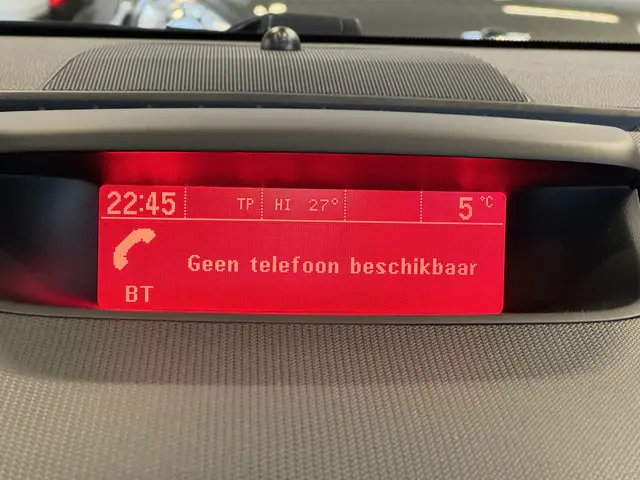 22:45 TP HI 27° 5 °C
Geen telefoon beschikbaar
BT